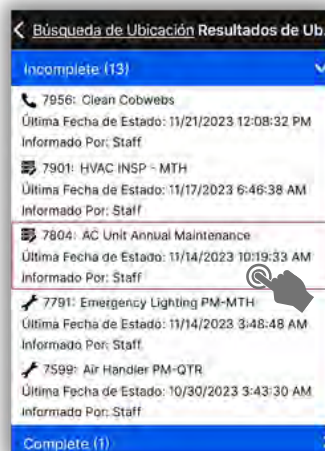 Búsqueda de Ubicación Resultados de Ub.
Incomplete (13)
7956: Clean Cobwebs
Última Fecha de Estado: 11/21/2023 12:08:32 PM
Informado Por: Staff
7901: HVAC INSP - MTH
Última Fecha de Estado: 11/17/2023 6:46:38 AM
Informado Por: Staff
7804: AC Unit Annual Maintenance
Última Fecha de Estado: 11/14/2023 10:19:33 AM
Informado Por: Staff
7791: Emergency Lighting PM-MTH
Última Fecha de Estado: 11/14/2023 3:48:48 AM
Informado Por: Staff
7599: Air Handler PM-QTR
Última Fecha de Estado: 10/30/2023 3:43:30 AM
Informado Por: Staff
Complete (1)